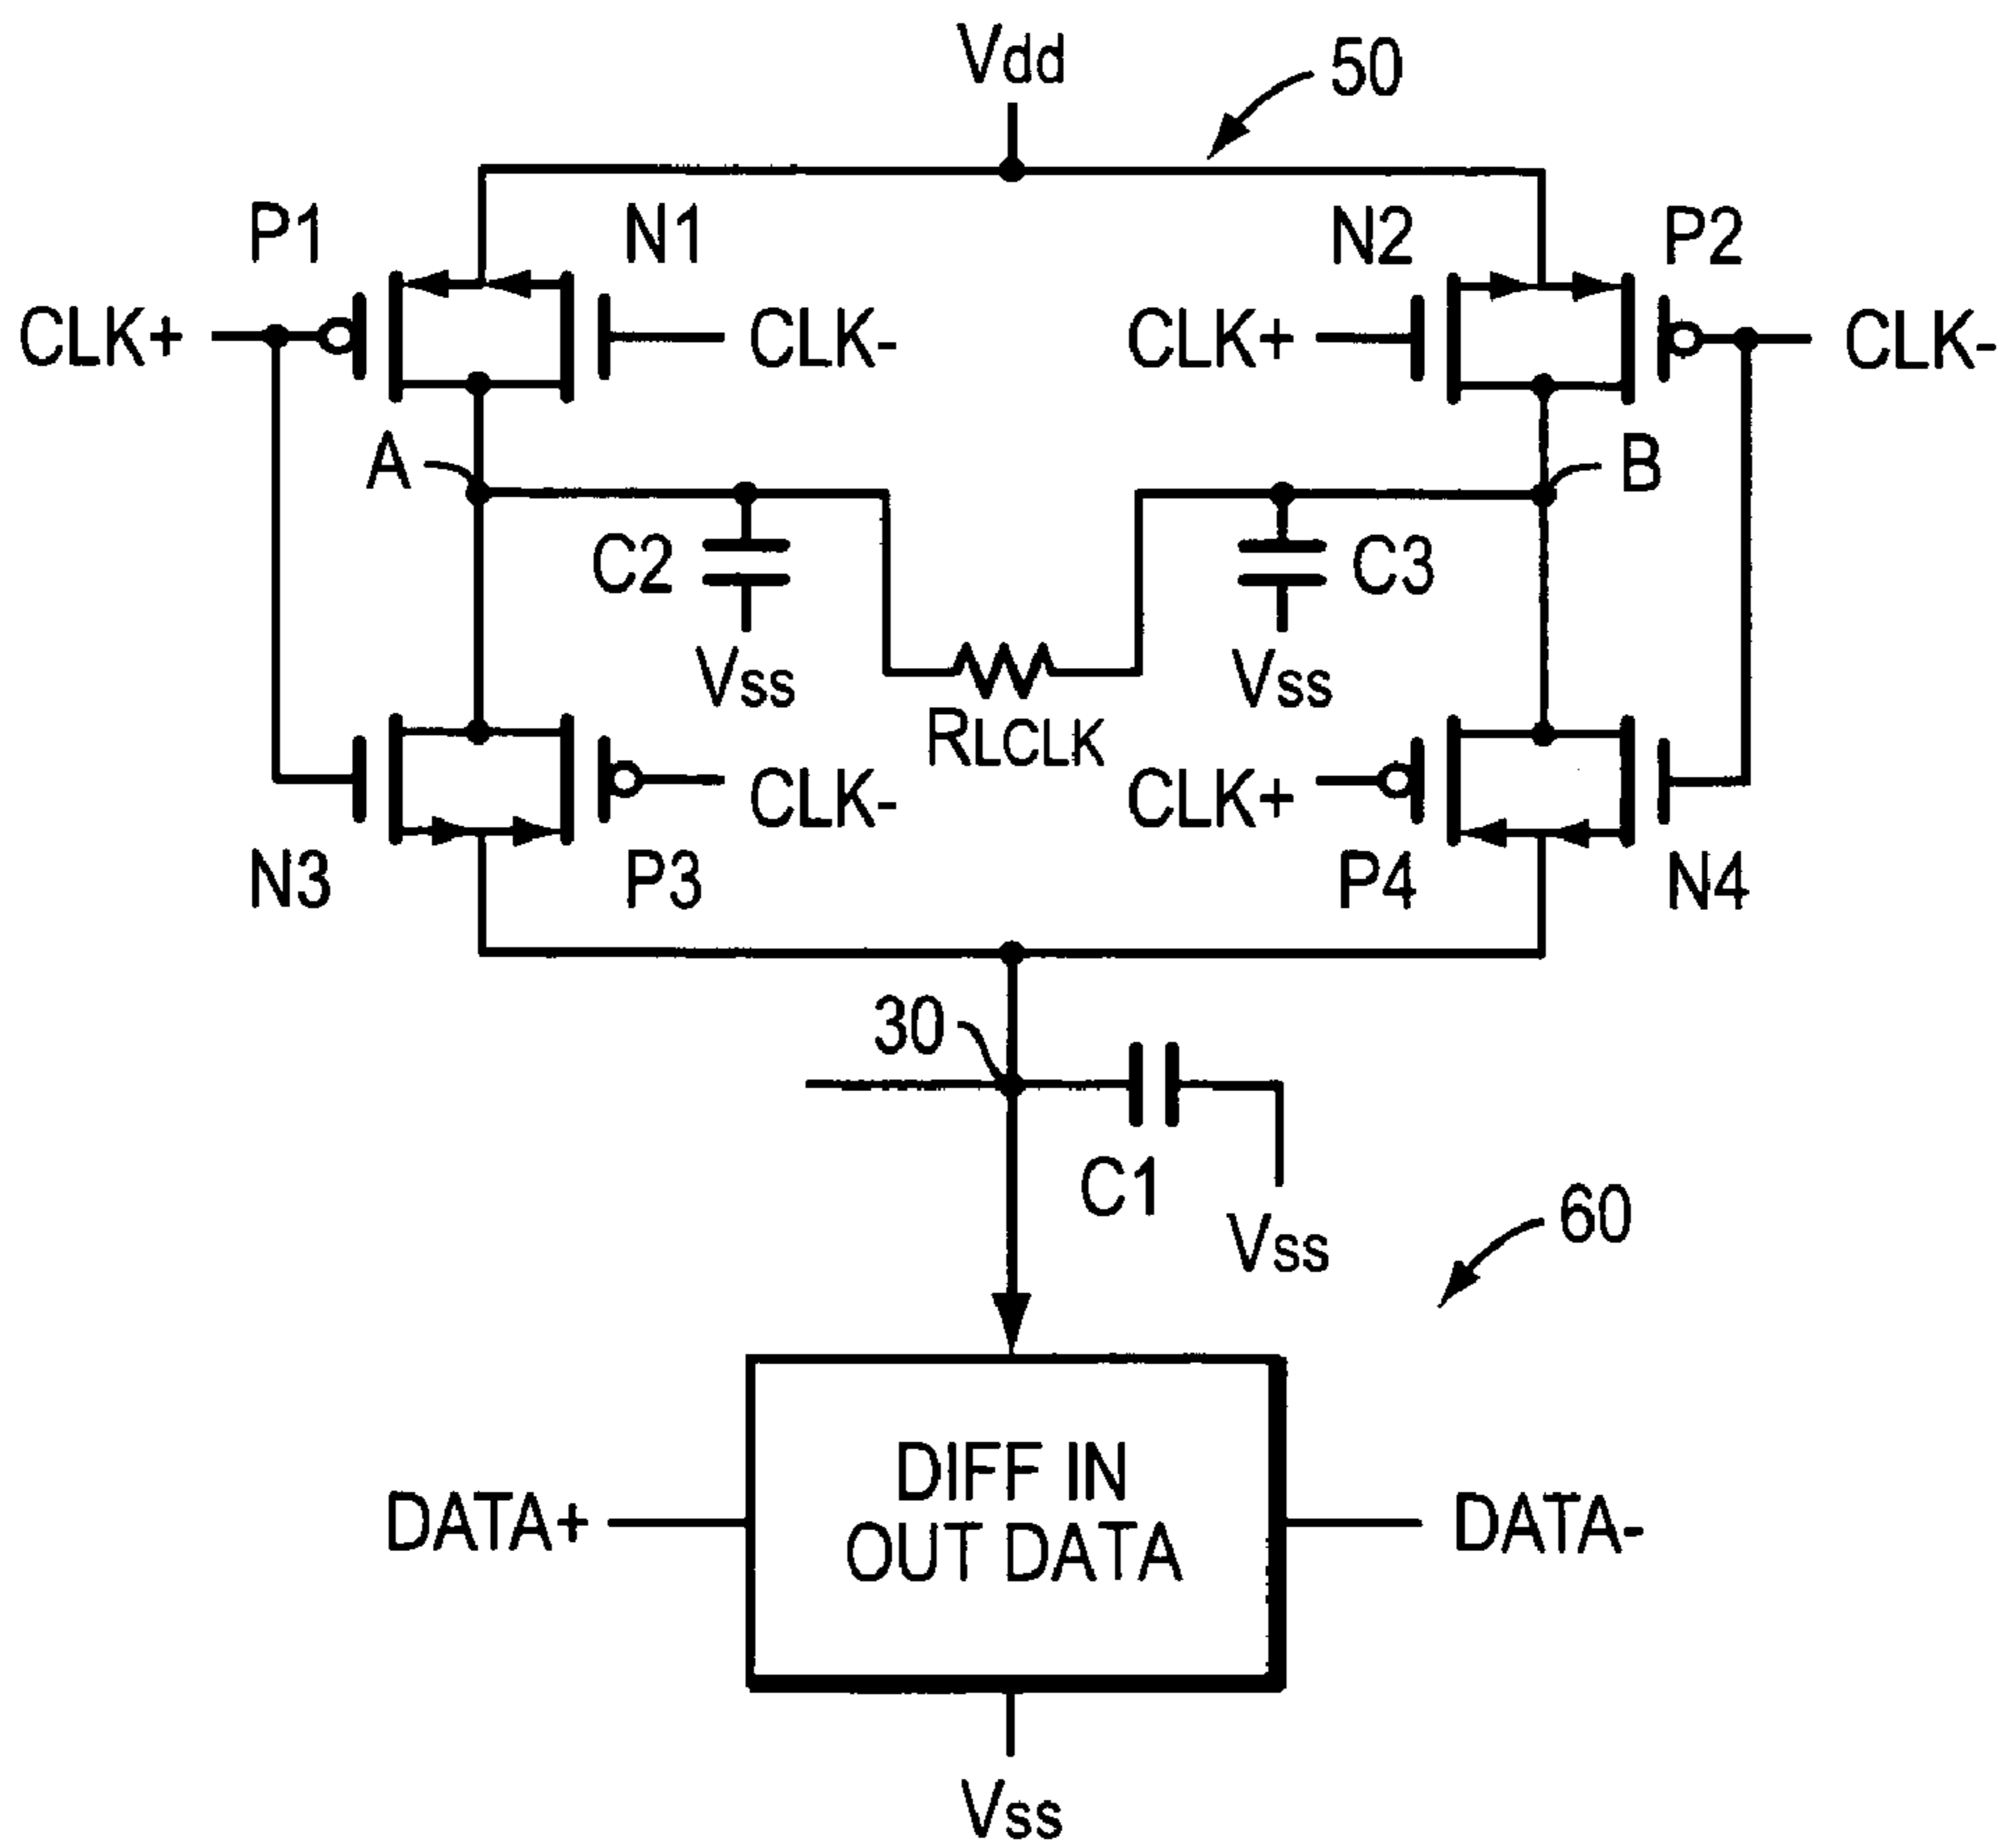 Vdd
50
P1
N1
N2
P2
CLK+
CLK-
CLK+
CLK-
A
B
C2
C3
Vss
Vss
RLCLK
CLK-
CLK+
N3
P3
P4
N4
30
C1
Vss
60
DIFF IN
OUT DATA
DATA+
DATA-
Vss